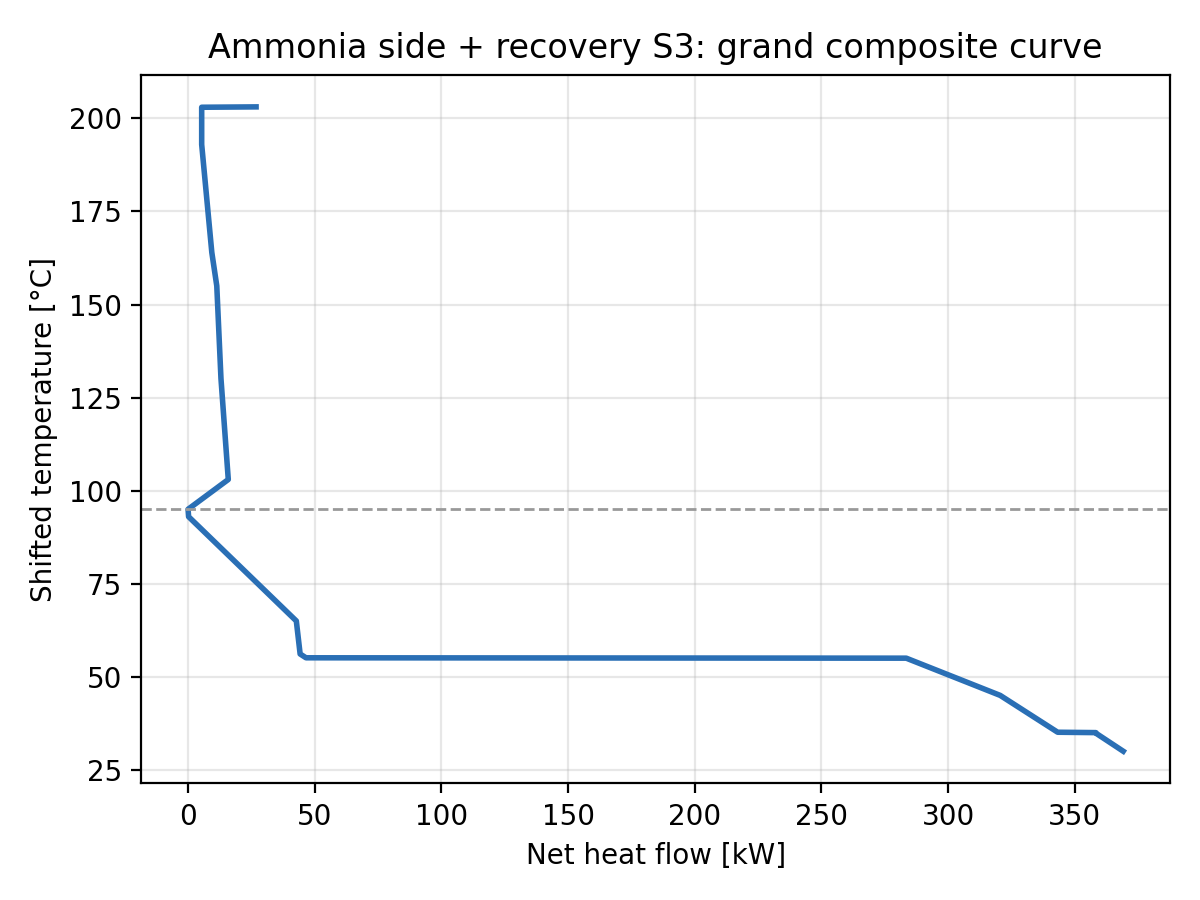 Ammonia side + recovery S3: grand composite curve
Shifted temperature [°C]
200
175
150
125
100
75
50
25
0 50 100 150 200 250 300 350
Net heat flow [kW]